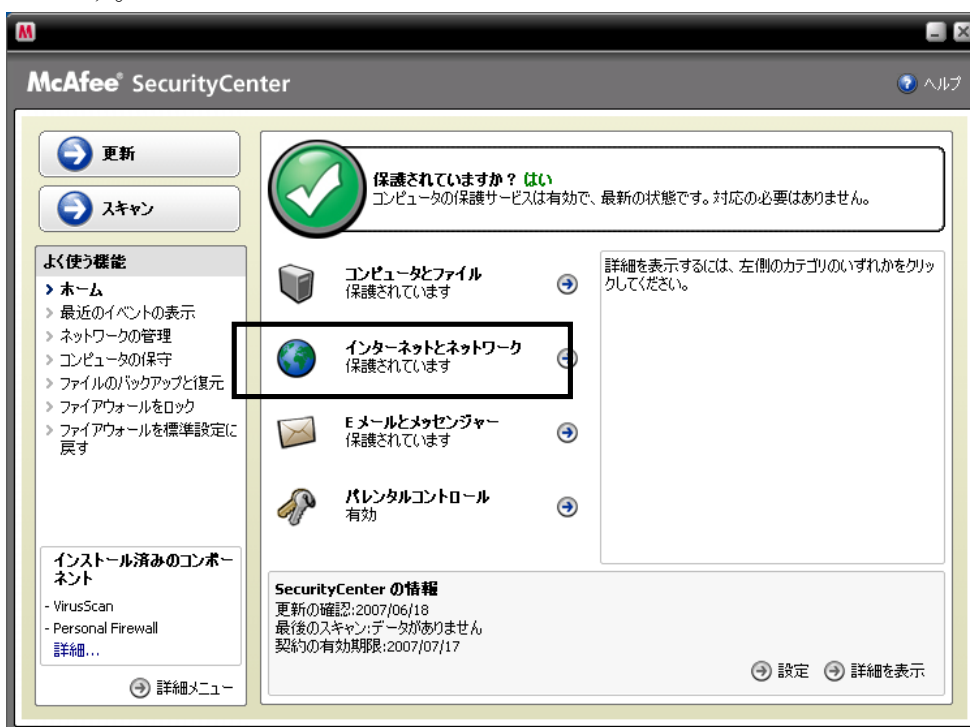 McAfee® SecurityCenter
ヘルプ
更新
スキャン
よく使う機能
ホーム
最近のイベントの表示
ネットワークの管理
コンピュータの保守
ファイルのバックアップと復元
ファイアウォールをロック
ファイアウォールを標準設定に
戻す
インストール済みのコンポー
ネント
- VirusScan
- Personal Firewall
詳細...
詳細メニュー
保護されていますか？ はい
コンピュータの保護サービスは有効で、最新の状態です。対応の必要はありません。
コンピュータとファイル
保護されています
インターネットとネットワーク
保護されています
E メールとメッセンジャー
保護されています
パレンタルコントロール
有効
詳細を表示するには、左側のカテゴリのいずれかをクリッ
クしてください。
SecurityCenter の情報
更新の確認:2007/06/18
最後のスキャン:データがありません
契約の有効期限:2007/07/17
設定
詳細を表示